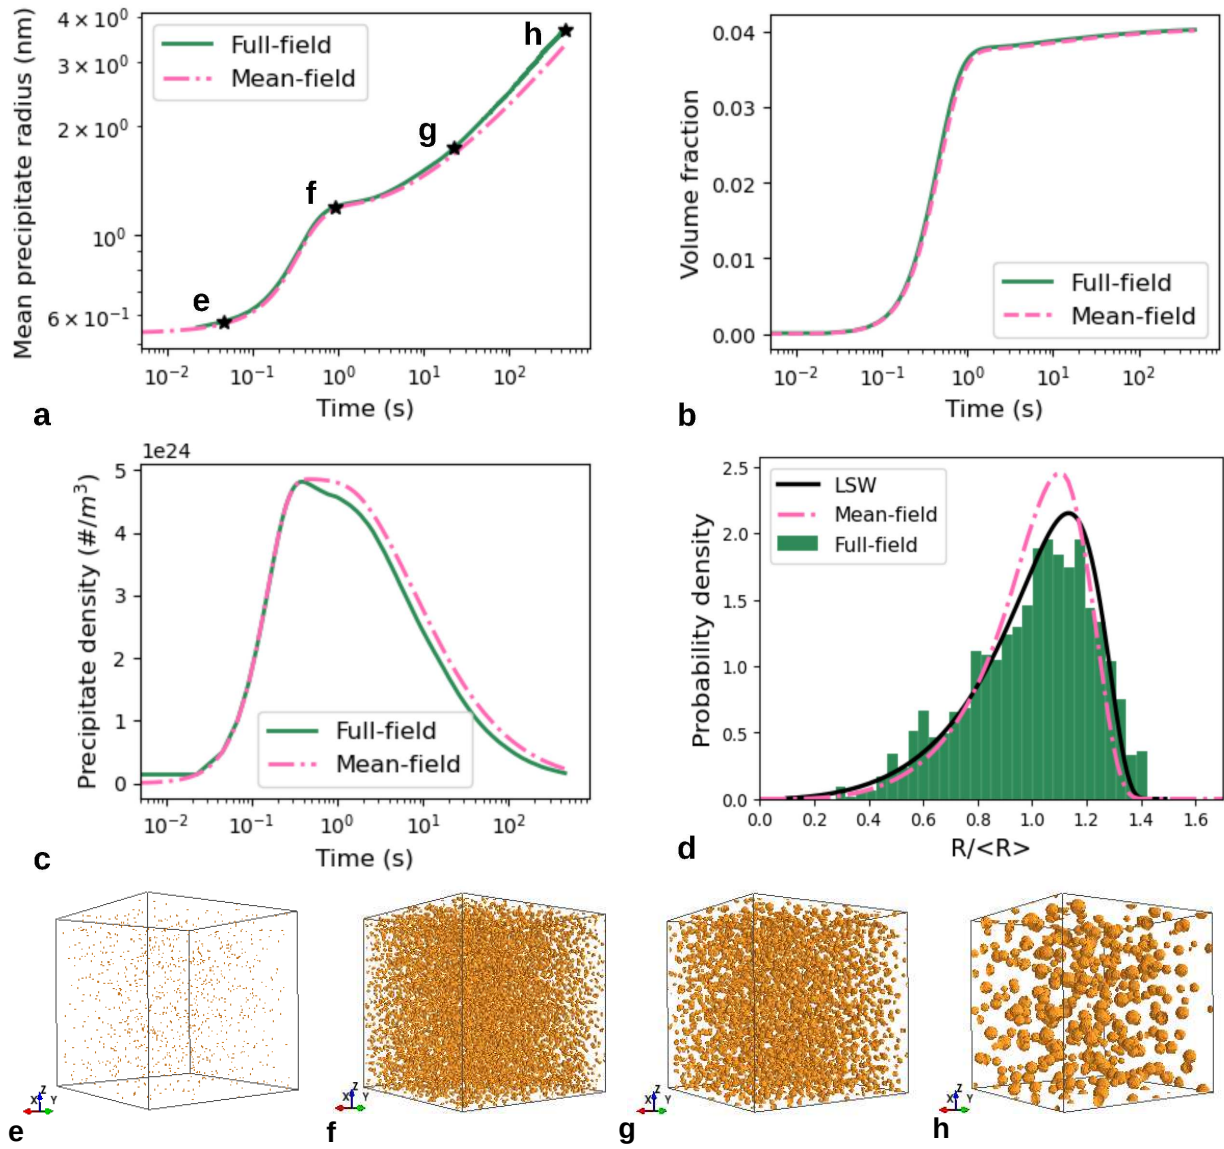 4 × 10⁰
3 × 10⁰
2 × 10⁰
10⁰
6 × 10⁻¹
Mean precipitate radius (nm)
Full-field
Mean-field
e
f
g
h
10⁻² 10⁻¹ 10⁰ 10¹ 10²
Time (s)
a
0.04
0.03
0.02
0.01
0.00
Volume fraction
Full-field
Mean-field
10⁻² 10⁻¹ 10⁰ 10¹ 10²
Time (s)
b
1e24
5
4
3
2
1
0
Precipitate density (#/m³)
Full-field
Mean-field
10⁻² 10⁻¹ 10⁰ 10¹ 10²
Time (s)
c
2.5
2.0
1.5
1.0
0.5
0.0
Probability density
LSW
Mean-field
Full-field
0.0 0.2 0.4 0.6 0.8 1.0 1.2 1.4 1.6
R/<R>
d
Z
X Y
e
Z
X Y
f
Z
X Y
g
Z
X Y
h